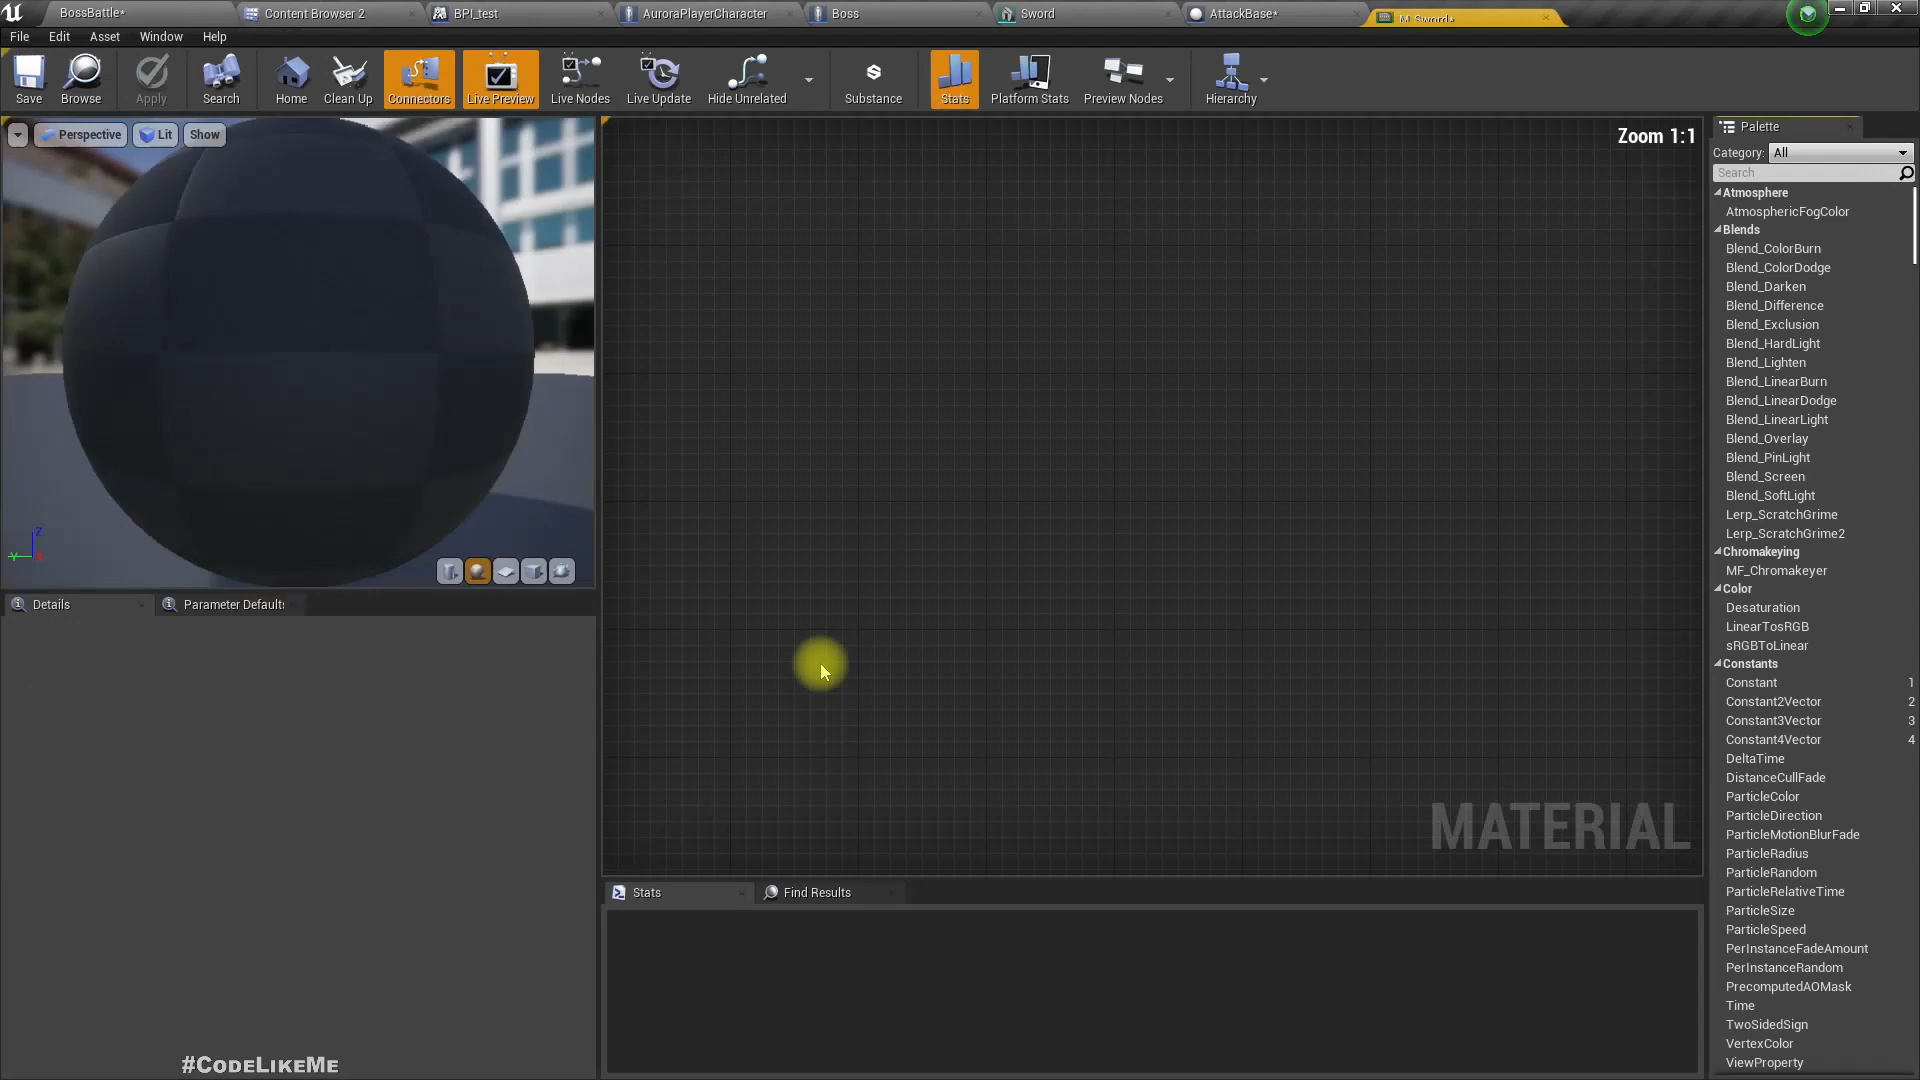 BossBattle*
Content Browser 2
BPI_test
AuroraPlayerCharacter
Boss
Sword
AttackBase*
M_Sword*
File
Edit
Asset
Window
Help
Save
Browse
Apply
Search
Home
Clean Up
Connectors
Live Preview
Live Nodes
Live Update
Hide Unrelated
Substance
Stats
Platform Stats
Preview Nodes
Hierarchy
Perspective
Lit
Show
Zoom 1:1
Palette
Category: All
Search
Atmosphere
AtmosphericFogColor
Blends
Blend_ColorBurn
Blend_ColorDodge
Blend_Darken
Blend_Difference
Blend_Exclusion
Blend_HardLight
Blend_Lighten
Blend_LinearBurn
Blend_LinearDodge
Blend_LinearLight
Blend_Overlay
Blend_PinLight
Blend_Screen
Blend_SoftLight
Lerp_ScratchGrime
Lerp_ScratchGrime2
Chromakeying
MF_Chromakeyer
Color
Desaturation
LinearTosRGB
sRGBToLinear
Constants
Constant 1
Constant2Vector 2
Constant3Vector 3
Constant4Vector 4
DeltaTime
DistanceCullFade
ParticleColor
ParticleDirection
ParticleMotionBlurFade
ParticleRadius
ParticleRandom
ParticleRelativeTime
ParticleSize
ParticleSpeed
PerInstanceFadeAmount
PerInstanceRandom
PrecomputedAOMask
Time
TwoSidedSign
VertexColor
ViewProperty
Z
Y
X
Details
Parameter Defaults
MATERIAL
Stats
Find Results
#CodeLikeMe